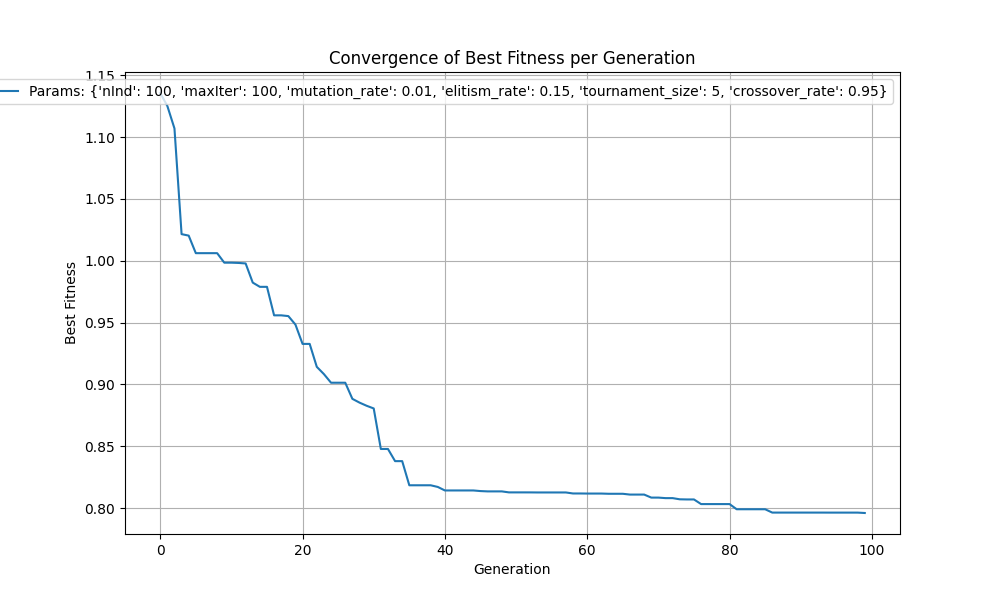 Convergence of Best Fitness per Generation
Params: {'nInd': 100, 'maxIter': 100, 'mutation_rate': 0.01, 'elitism_rate': 0.15, 'tournament_size': 5, 'crossover_rate': 0.95}
1.15
1.10
1.05
1.00
0.95
0.90
0.85
0.80
Best Fitness
0 20 40 60 80 100
Generation